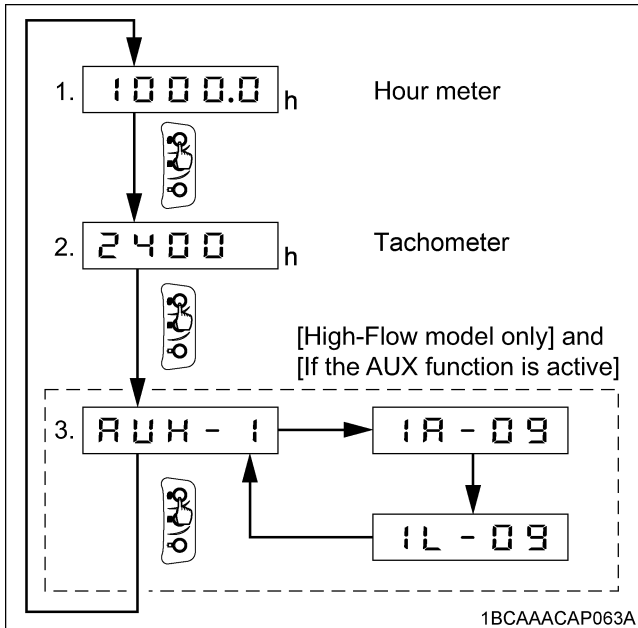 1. 1000.0 h Hour meter
2. 2400 h Tachometer
[High-Flow model only] and
[If the AUX function is active]
3. AUX- 1 1A-09
1L-09
1BCAAACAP063A